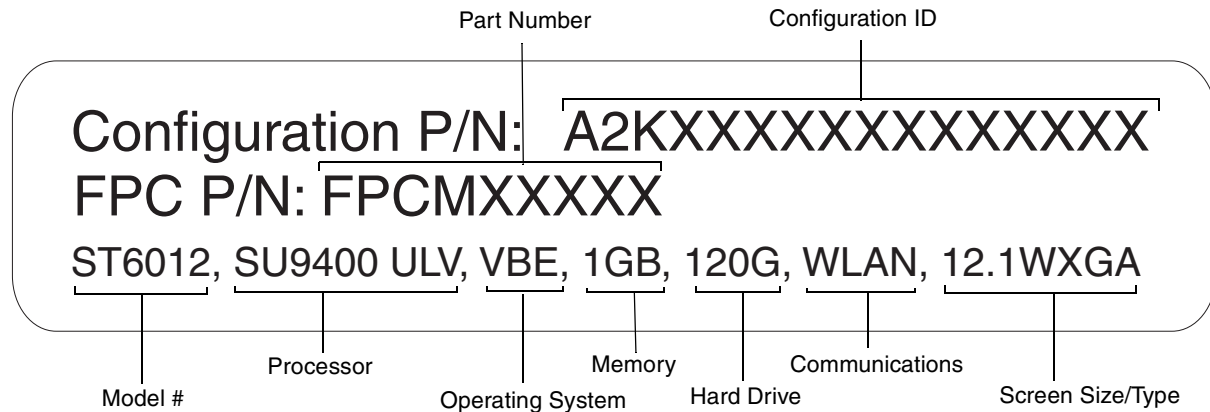 Part Number
Configuration ID
Configuration P/N: A2KXXXXXXXXXXXXXX
FPC P/N: FPCMXXXXX
ST6012, SU9400 ULV, VBE, 1GB, 120G, WLAN, 12.1WXGA
Processor
Memory
Communications
Model #
Operating System
Hard Drive
Screen Size/Type